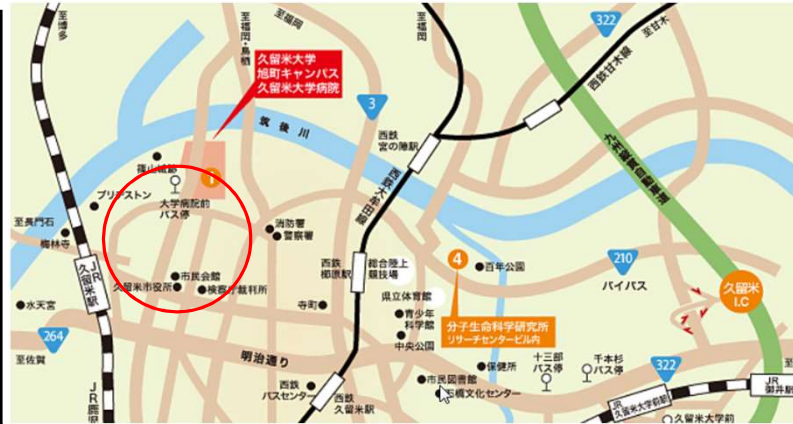 至博多
至福岡・鳥栖
至福岡
至福岡
322
至甘木
西鉄甘木線
久留米大学
旭町キャンパス
久留米大学病院
3
筑後川
西鉄
宮の陣駅
西鉄大牟田線
九州縦貫自動車道
篠山城跡
1
ブリヂストン
大学病院前
バス停
至長門石
梅林寺
消防署
警察署
JR
久留米駅
市民会館
久留米市役所
検察庁裁判所
水天宮
264
至佐賀
西鉄
櫛原駅
総合陸上
競技場
4
百年公園
210
バイパス
久留米
I.C
県立体育館
寺町
青少年
科学館
中央公園
分子生命科学研究所
リサーチセンタービル内
明治通り
保健所
十三部
バス停
千本杉
バス停
322
市民図書館
石橋文化センター
西鉄
バスセンター
西鉄
久留米駅
JR
久留米大学前駅
久留米大学前
JR
御井駅
至
JR鹿児